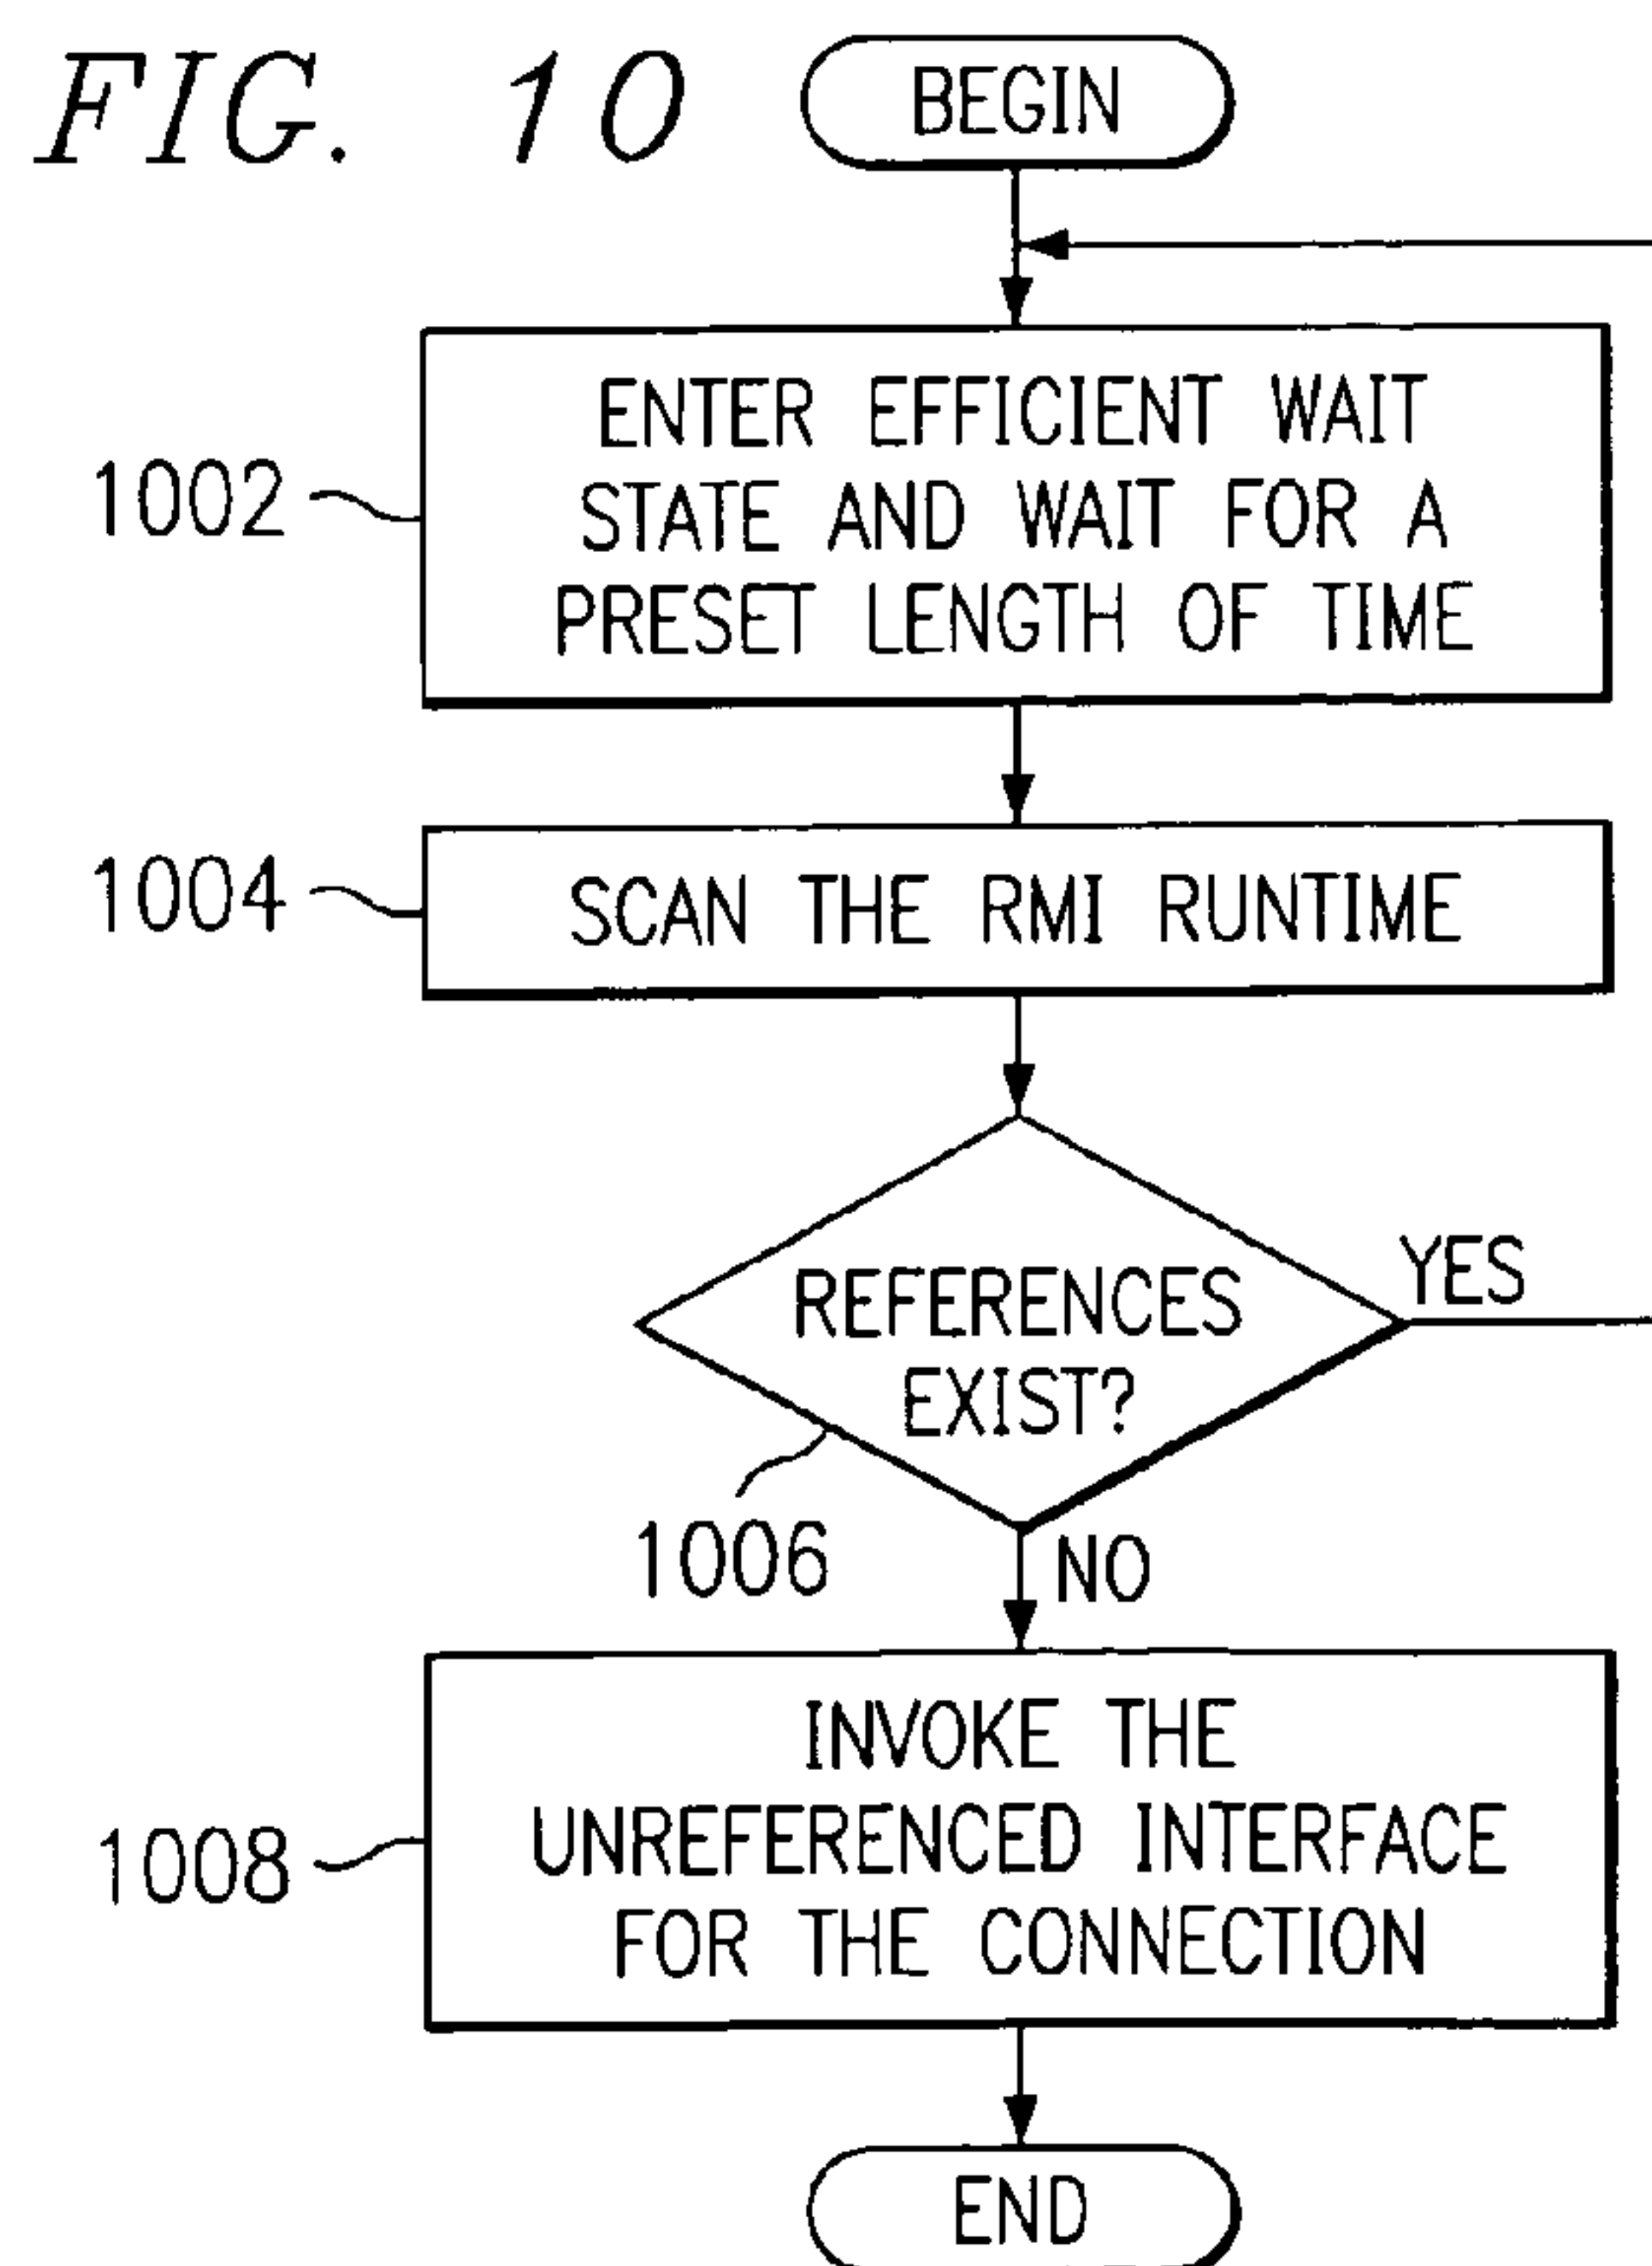 FIG. 10
BEGIN
1002
ENTER EFFICIENT WAIT
STATE AND WAIT FOR A
PRESET LENGTH OF TIME
1004
SCAN THE RMI RUNTIME
REFERENCES
EXIST?
YES
1006
NO
1008
INVOKE THE
UNREFERENCED INTERFACE
FOR THE CONNECTION
END